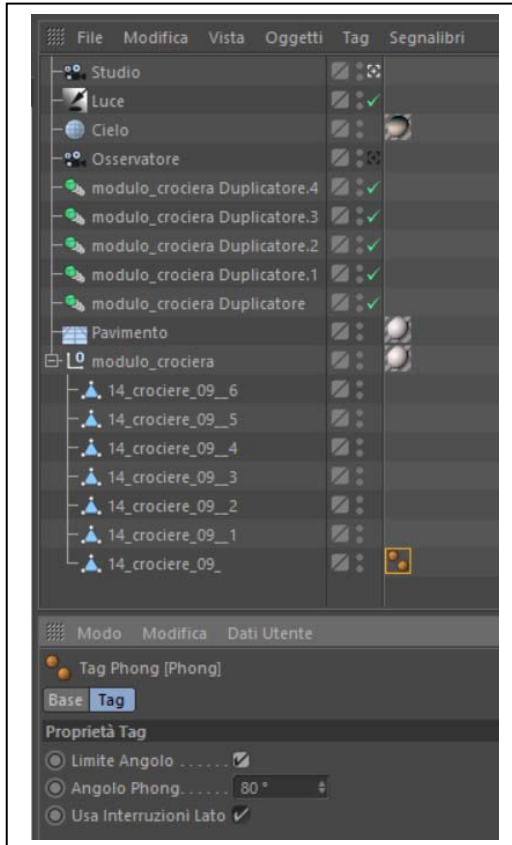 File Modifica Vista Oggetti Tag Segnalibri
Studio
Luce
Cielo
Osservatore
modulo_crociera Duplicatore.4
modulo_crociera Duplicatore.3
modulo_crociera Duplicatore.2
modulo_crociera Duplicatore.1
modulo_crociera Duplicatore
Pavimento
modulo_crociera
14_crociere_09__6
14_crociere_09__5
14_crociere_09__4
14_crociere_09__3
14_crociere_09__2
14_crociere_09__1
14_crociere_09_
Modo Modifica Dati Utente
Tag Phong [Phong]
Base Tag
Proprietà Tag
Limite Angolo . . . . . .
Angolo Phong. . . . . . 80 °
Usa Interruzioni Lato